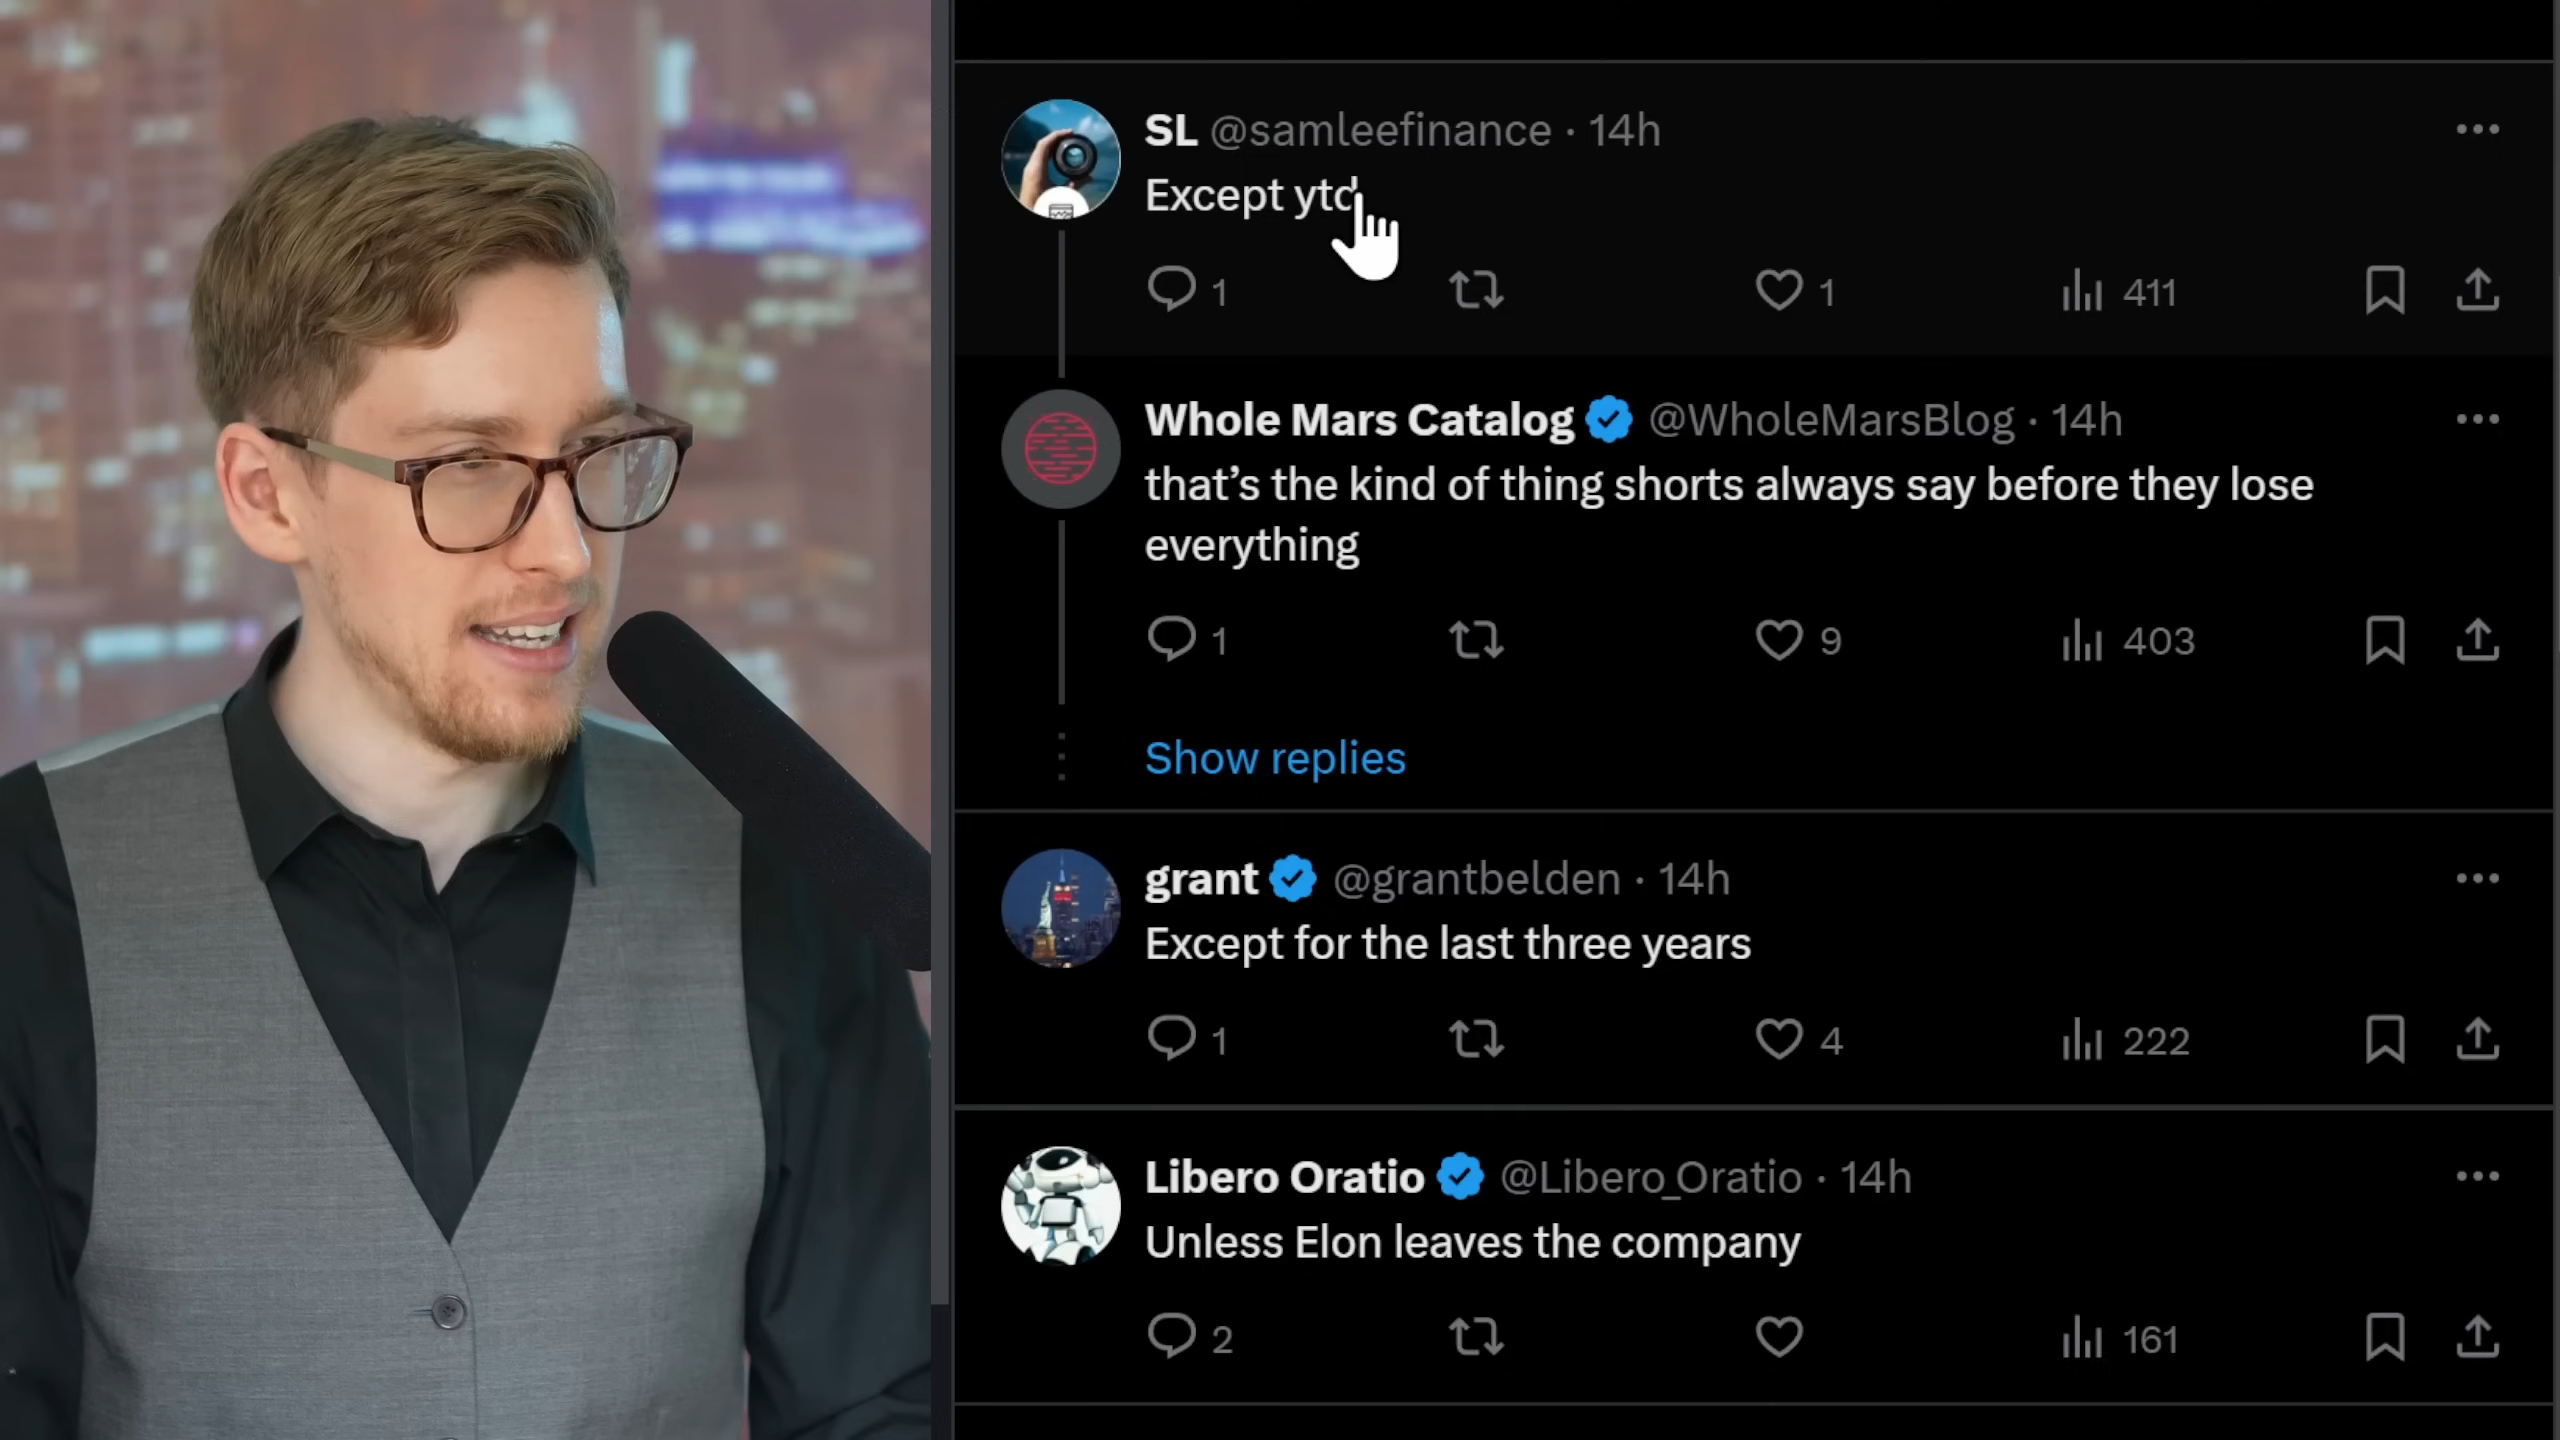 SL @samleefinance · 14h
Except ytd
1 1 411
Whole Mars Catalog @WholeMarsBlog · 14h
that’s the kind of thing shorts always say before they lose
everything
1 9 403
Show replies
grant @grantbelden · 14h
Except for the last three years
1 4 222
Libero Oratio @Libero_Oratio · 14h
Unless Elon leaves the company
2 161